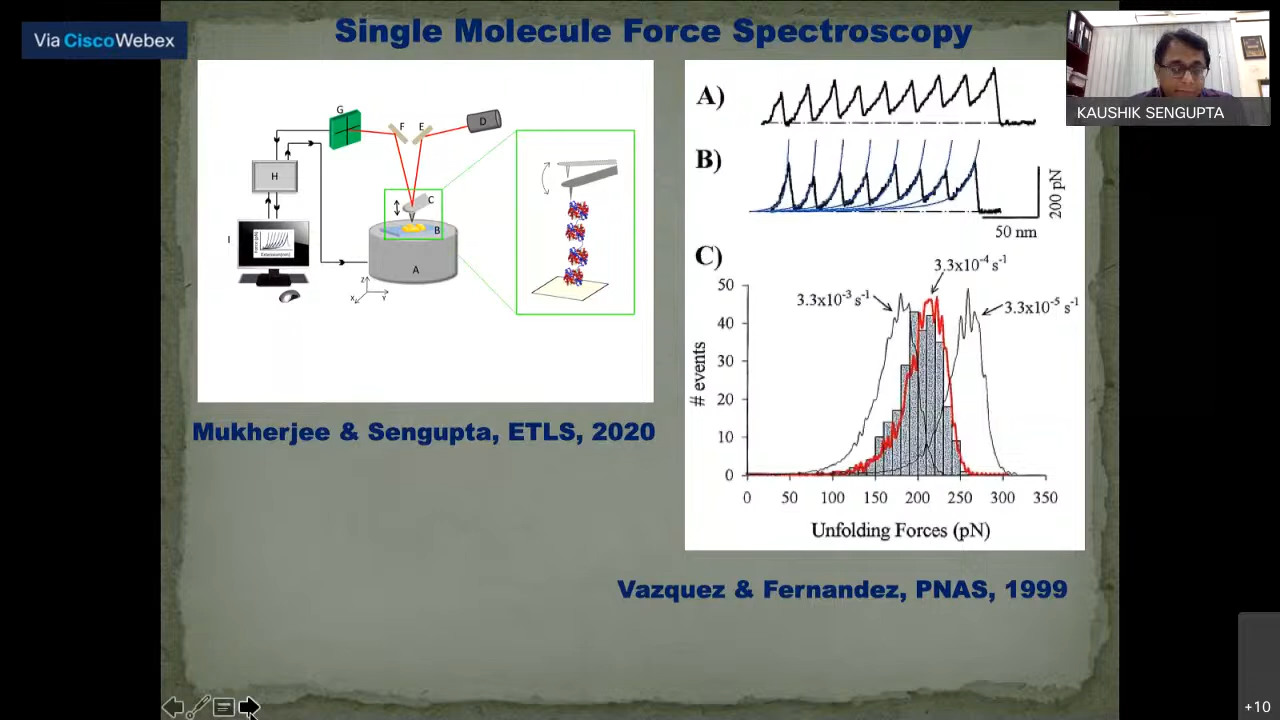 Via CiscoWebex
Single Molecule Force Spectroscopy
KAUSHIK SENGUPTA
G
F
E
D
H
C
B
I
A
Z
X
Y
Mukherjee & Sengupta, ETLS, 2020
A)
B)
200 pN
50 nm
C)
3.3x10⁻⁴ s⁻¹
3.3x10⁻³ s⁻¹
3.3x10⁻⁵ s⁻¹
# events
50
40
30
20
10
0
0 50 100 150 200 250 300 350
Unfolding Forces (pN)
Vazquez & Fernandez, PNAS, 1999
+10